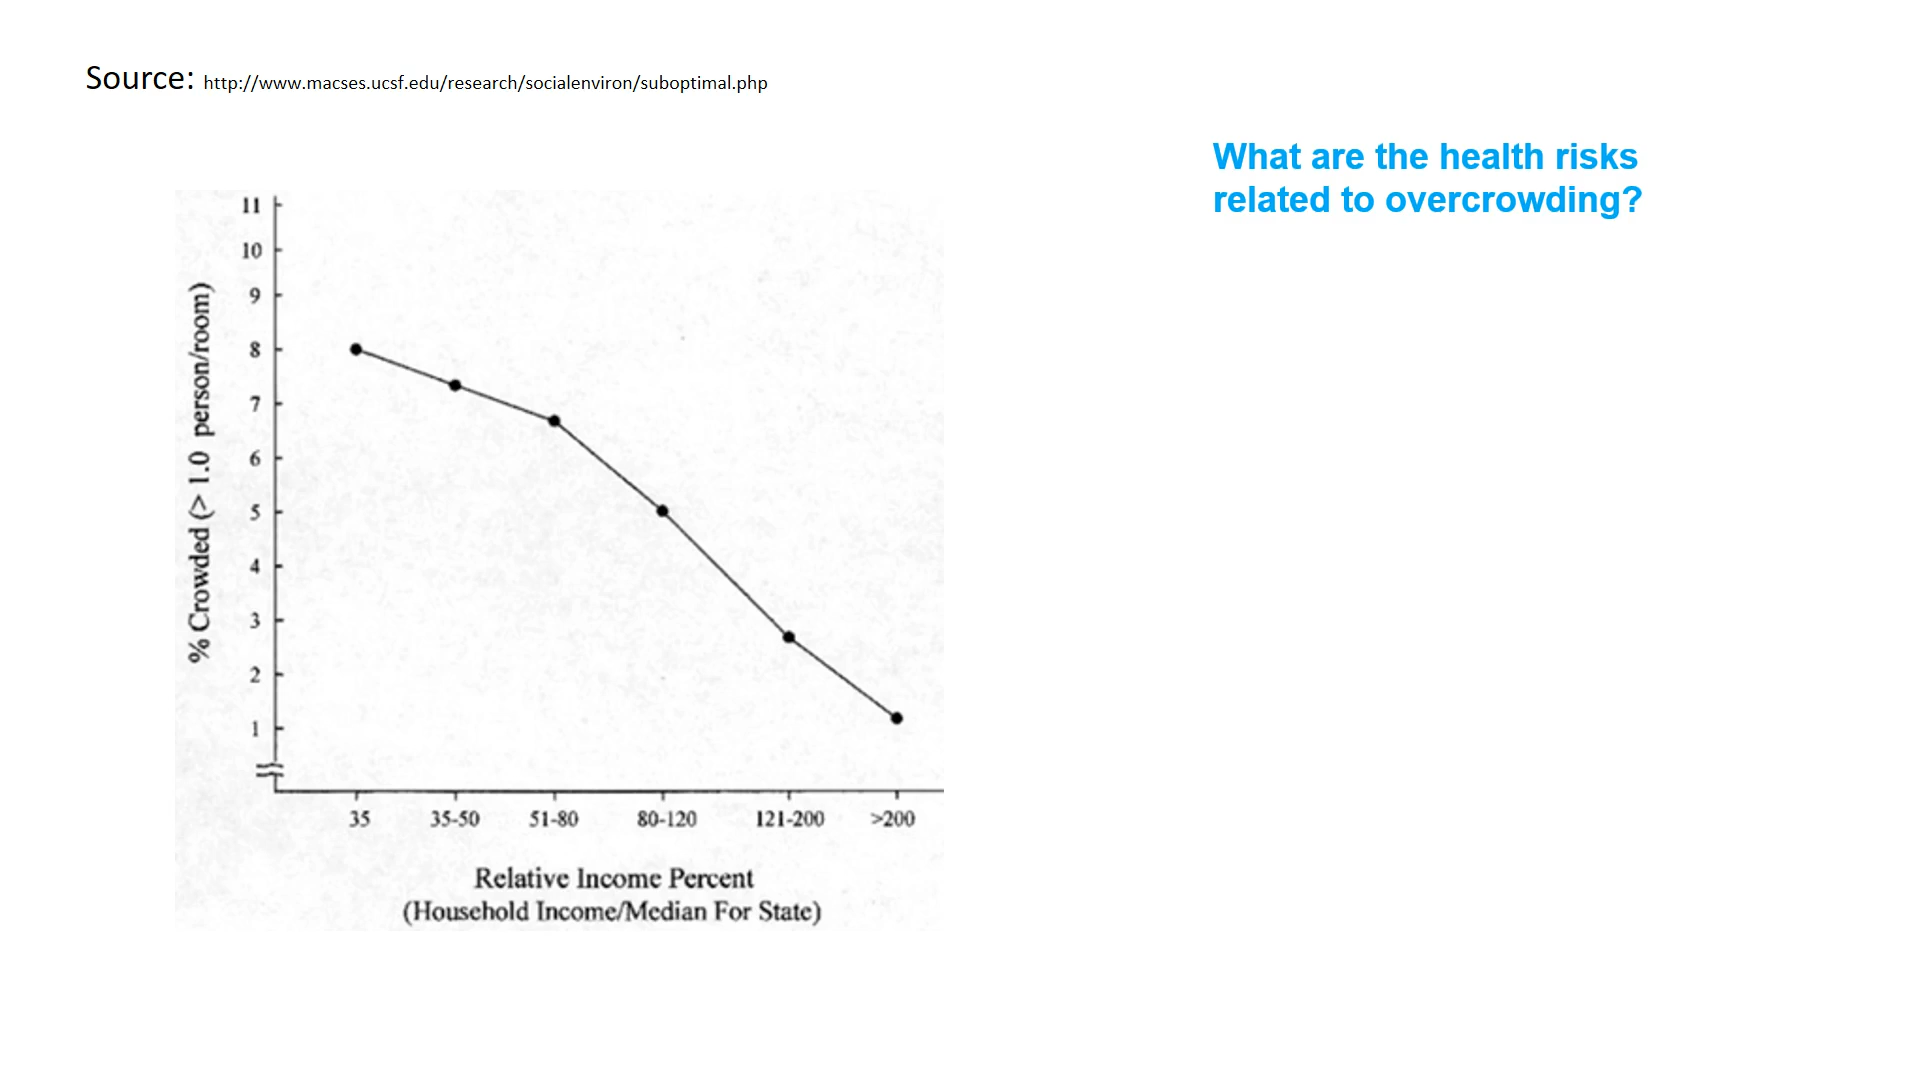 Source: http://www.macses.ucsf.edu/research/socialenviron/suboptimal.php
What are the health risks
related to overcrowding?
% Crowded (> 1.0 person/room)
11
10
9
8
7
6
5
4
3
2
1
35 35-50 51-80 80-120 121-200 >200
Relative Income Percent
(Household Income/Median For State)